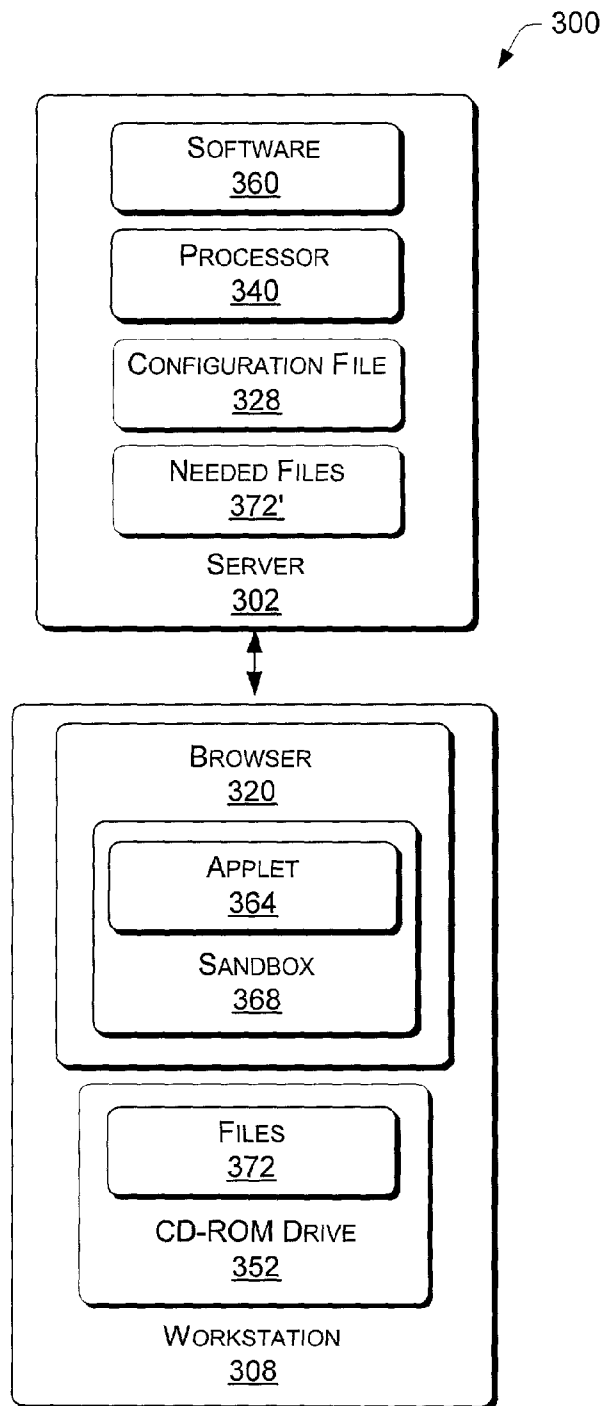 300
SOFTWARE
360
PROCESSOR
340
CONFIGURATION FILE
328
NEEDED FILES
372'
SERVER
302
BROWSER
320
APPLET
364
SANDBOX
368
FILES
372
CD-ROM DRIVE
352
WORKSTATION
308